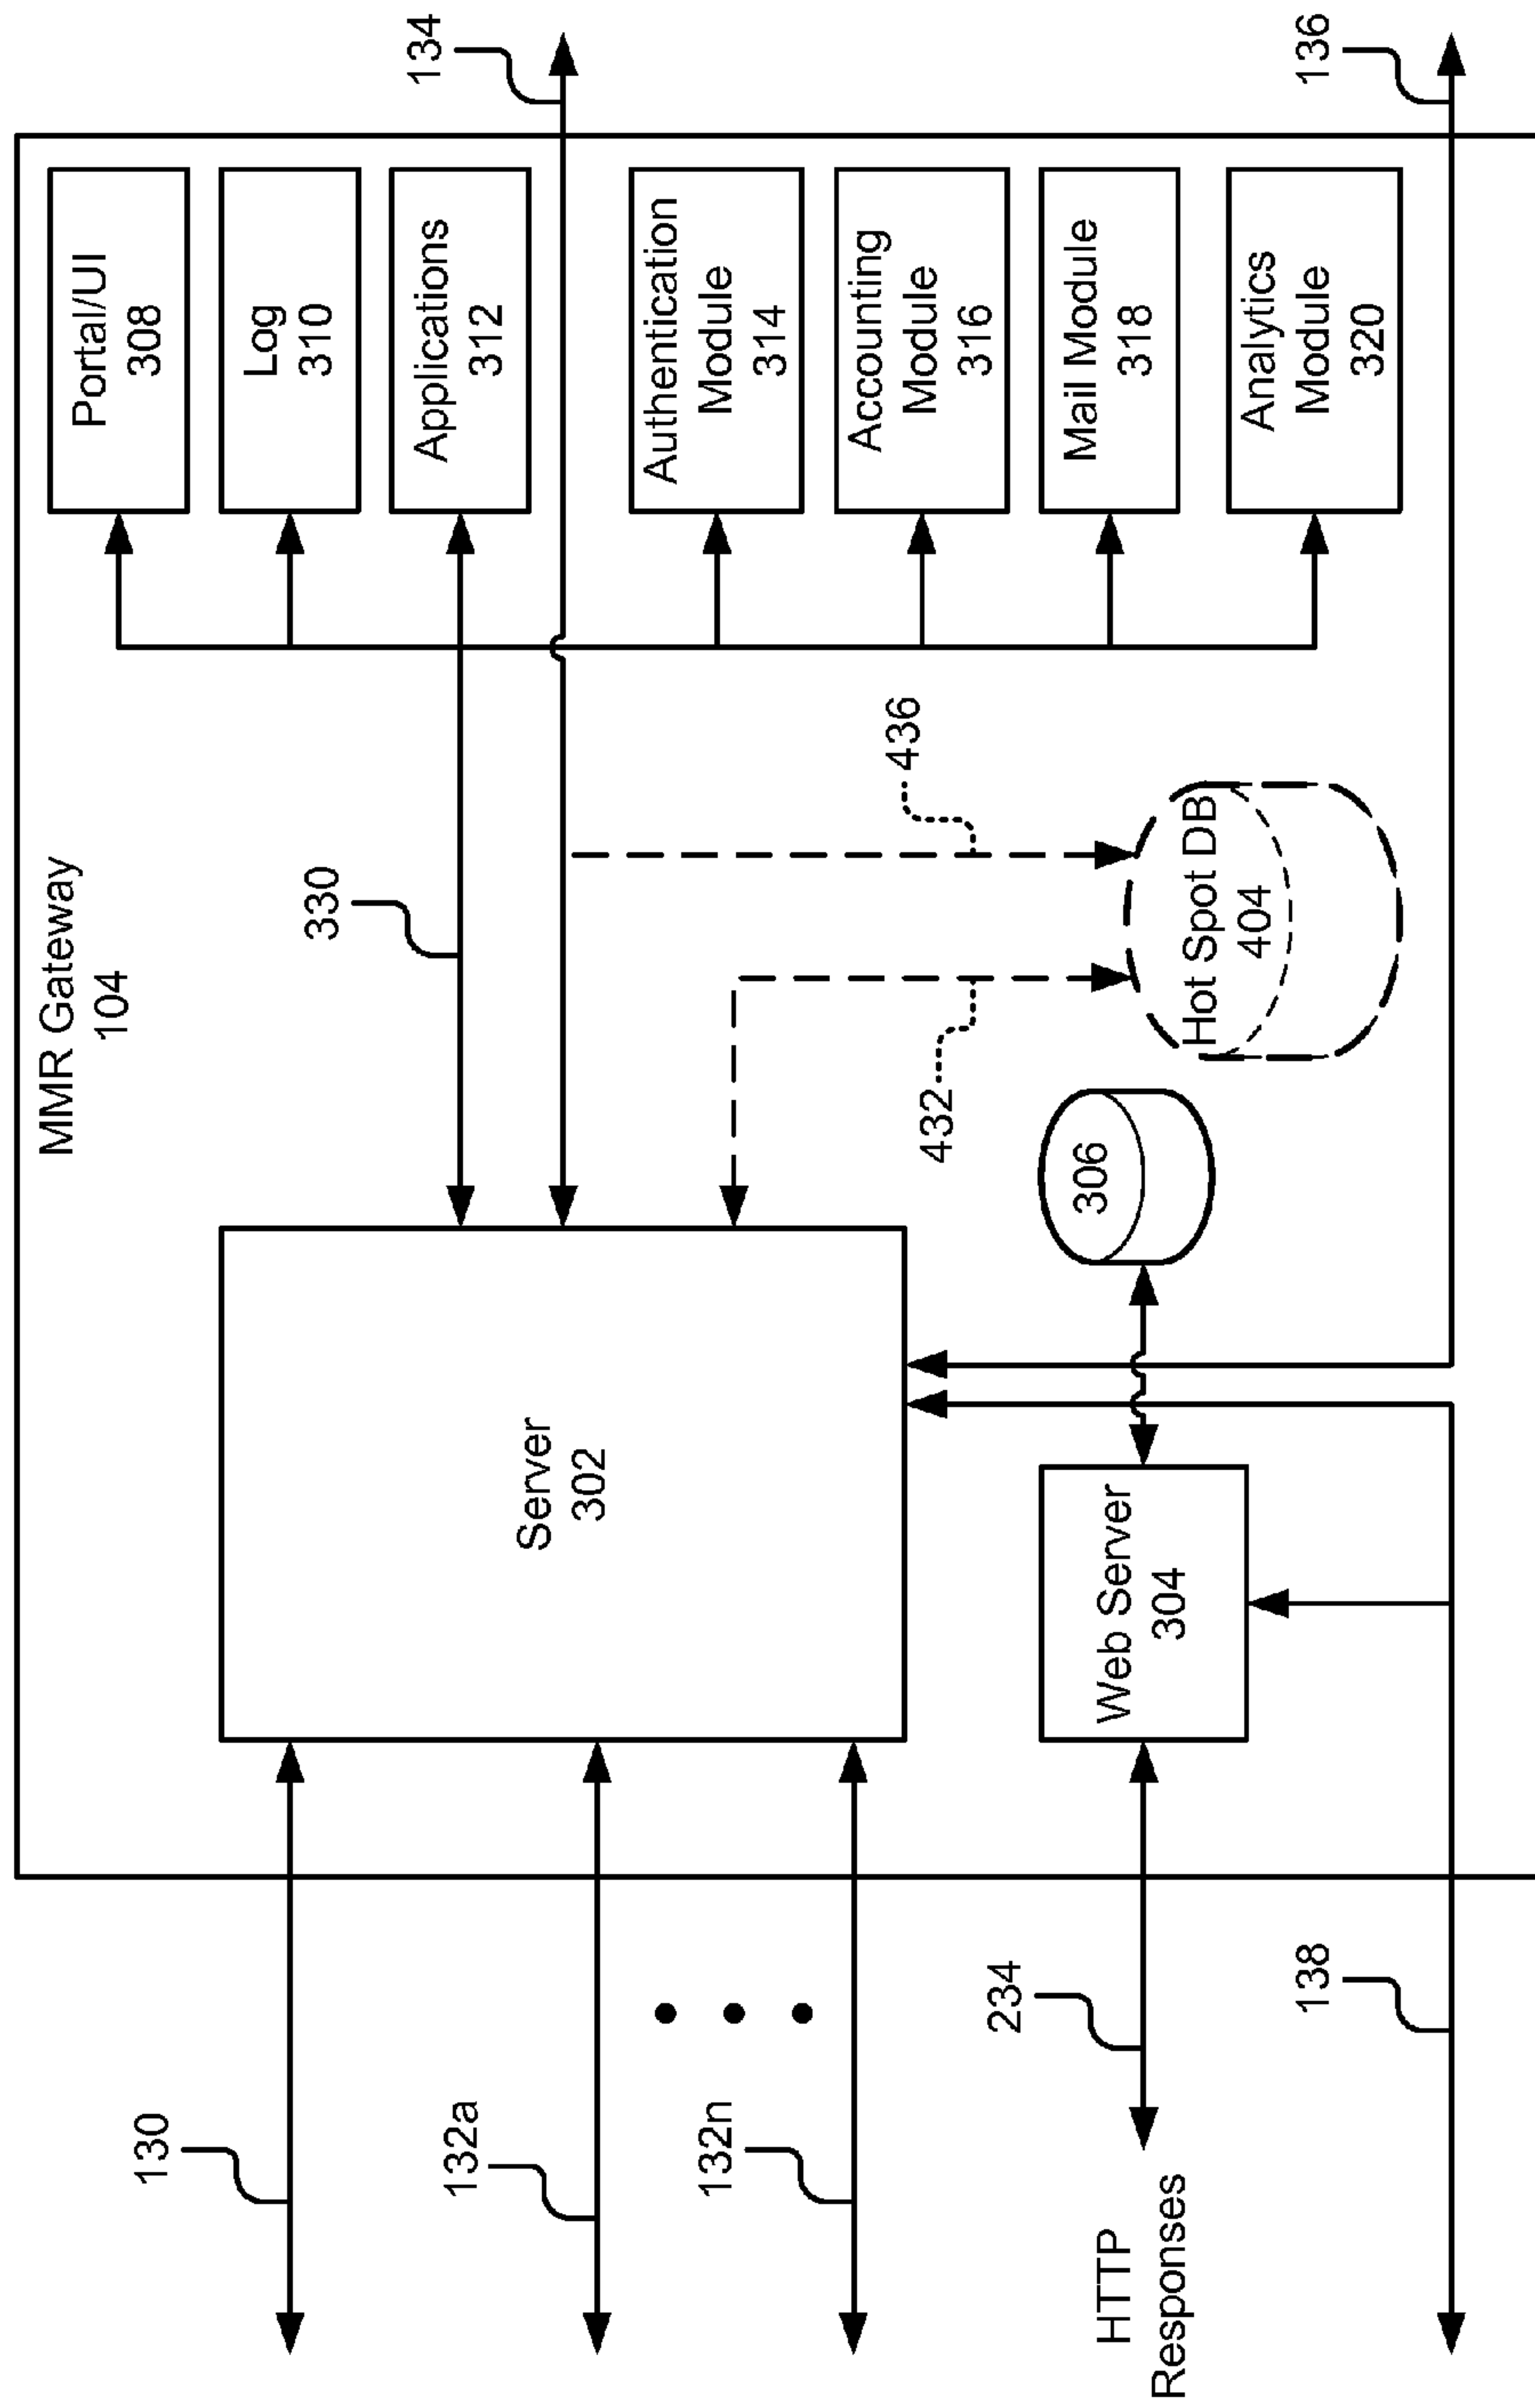 MMR Gateway
104
130
132a
132n
234
HTTP
Responses
138
Server
302
Web Server
304
306
330
432
436
Hot Spot DB
404
Portal/UI
308
Log
310
Applications
312
Authentication
Module
314
Accounting
Module
316
Mail Module
318
Analytics
Module
320
134
136